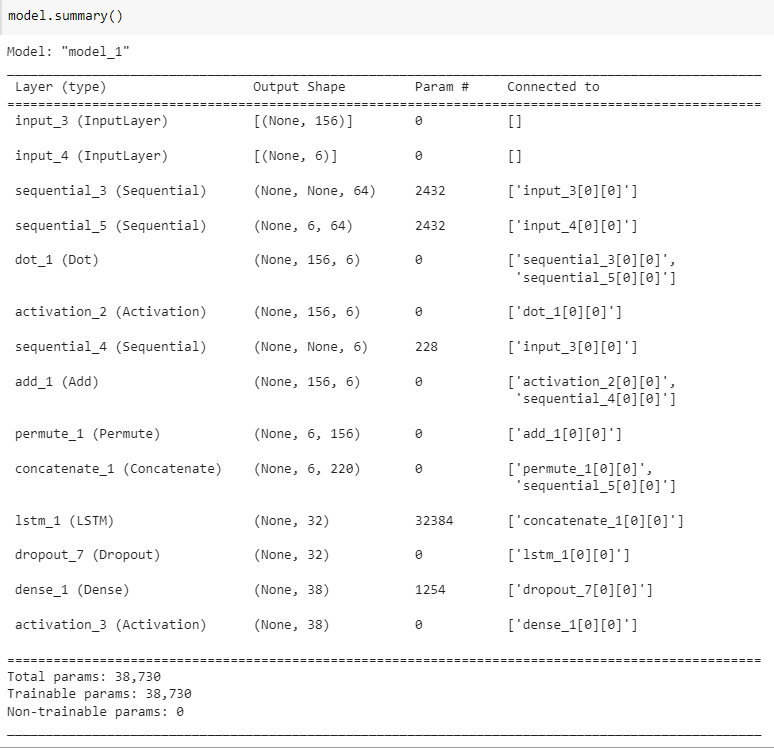 model.summary()
Model: "model_1"
Layer (type) Output Shape Param # Connected to
input_3 (InputLayer) [(None, 156)] 0 []
input_4 (InputLayer) [(None, 6)] 0 []
sequential_3 (Sequential) (None, None, 64) 2432 ['input_3[0][0]']
sequential_5 (Sequential) (None, 6, 64) 2432 ['input_4[0][0]']
dot_1 (Dot) (None, 156, 6) 0 ['sequential_3[0][0]',
'sequential_5[0][0]']
activation_2 (Activation) (None, 156, 6) 0 ['dot_1[0][0]']
sequential_4 (Sequential) (None, None, 6) 228 ['input_3[0][0]']
add_1 (Add) (None, 156, 6) 0 ['activation_2[0][0]',
'sequential_4[0][0]']
permute_1 (Permute) (None, 6, 156) 0 ['add_1[0][0]']
concatenate_1 (Concatenate) (None, 6, 220) 0 ['permute_1[0][0]',
'sequential_5[0][0]']
lstm_1 (LSTM) (None, 32) 32384 ['concatenate_1[0][0]']
dropout_7 (Dropout) (None, 32) 0 ['lstm_1[0][0]']
dense_1 (Dense) (None, 38) 1254 ['dropout_7[0][0]']
activation_3 (Activation) (None, 38) 0 ['dense_1[0][0]']
Total params: 38,730
Trainable params: 38,730
Non-trainable params: 0